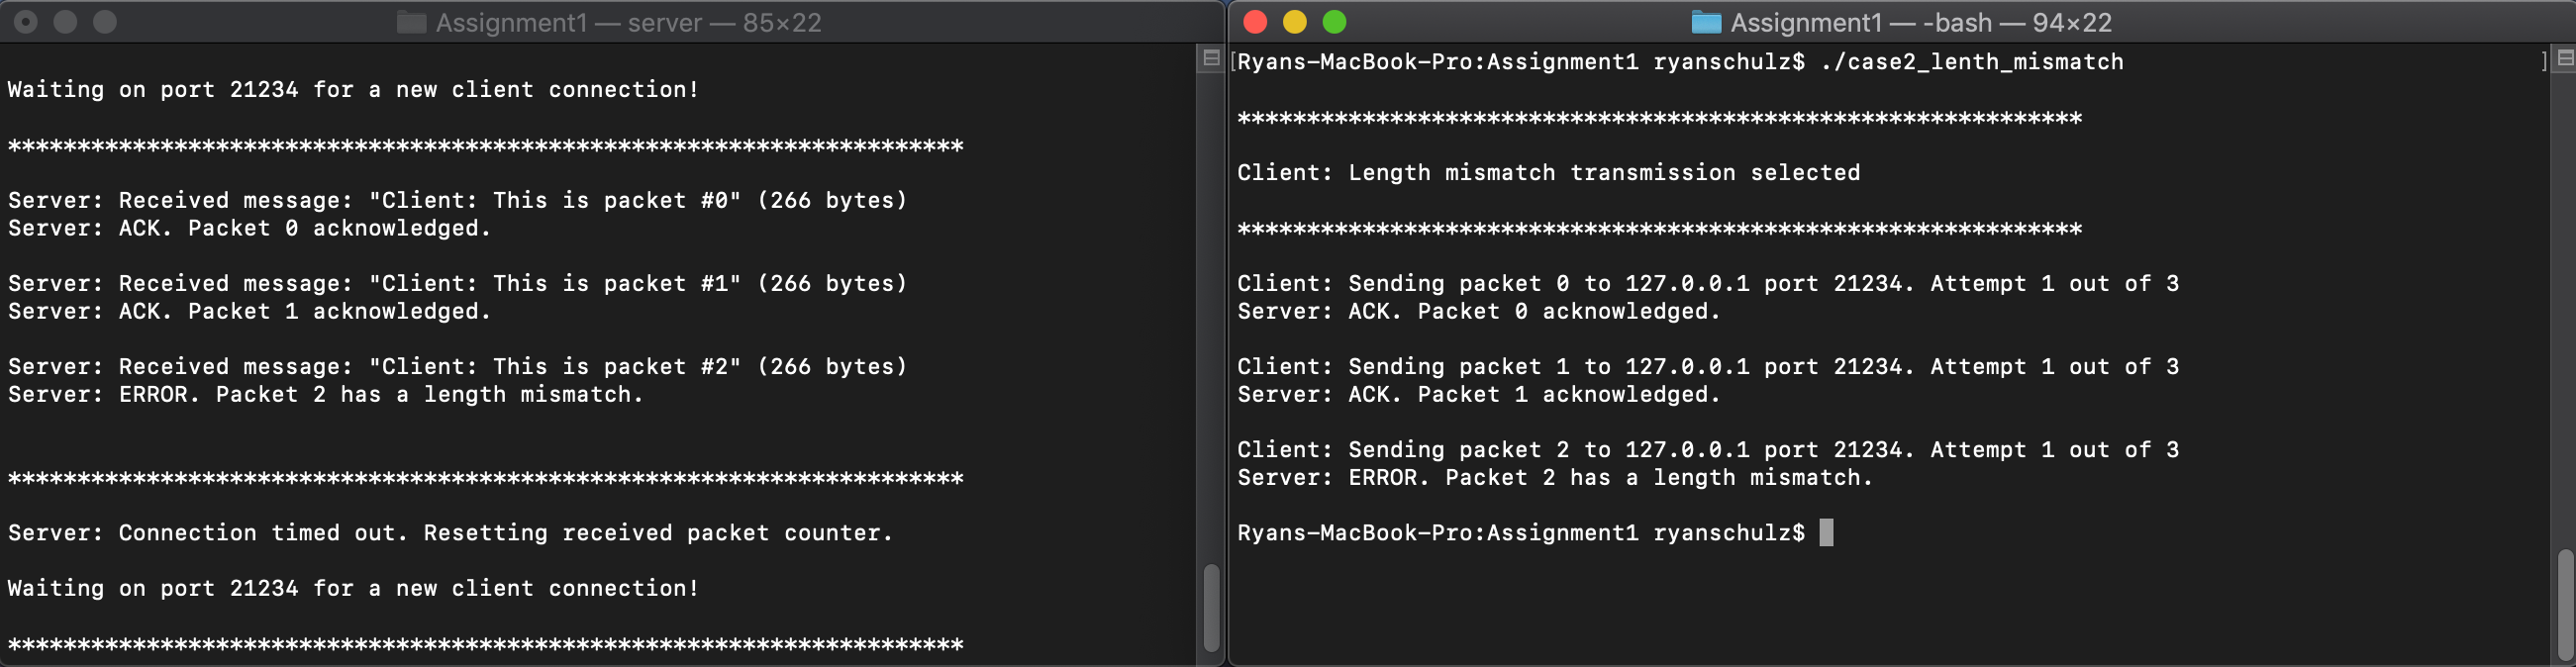 Assignment1 — server — 85×22
Waiting on port 21234 for a new client connection!
*********************************************************************
Server: Received message: "Client: This is packet #0" (266 bytes)
Server: ACK. Packet 0 acknowledged.
Server: Received message: "Client: This is packet #1" (266 bytes)
Server: ACK. Packet 1 acknowledged.
Server: Received message: "Client: This is packet #2" (266 bytes)
Server: ERROR. Packet 2 has a length mismatch.
*********************************************************************
Server: Connection timed out. Resetting received packet counter.
Waiting on port 21234 for a new client connection!
*********************************************************************
Assignment1 — -bash — 94×22
[Ryans-MacBook-Pro:Assignment1 ryanschulz$ ./case2_lenth_mismatch ]
*************************************************************
Client: Length mismatch transmission selected
*************************************************************
Client: Sending packet 0 to 127.0.0.1 port 21234. Attempt 1 out of 3
Server: ACK. Packet 0 acknowledged.
Client: Sending packet 1 to 127.0.0.1 port 21234. Attempt 1 out of 3
Server: ACK. Packet 1 acknowledged.
Client: Sending packet 2 to 127.0.0.1 port 21234. Attempt 1 out of 3
Server: ERROR. Packet 2 has a length mismatch.
Ryans-MacBook-Pro:Assignment1 ryanschulz$